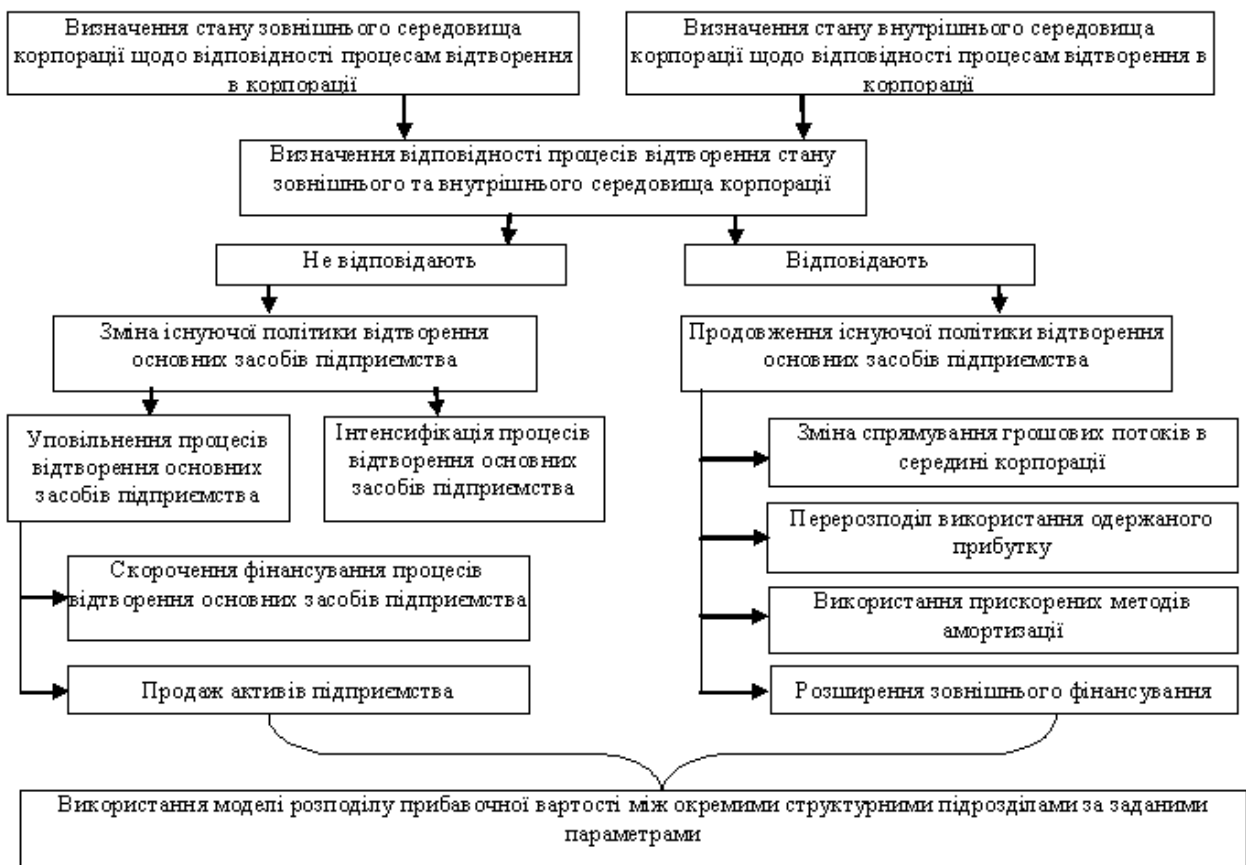 Визначення стану зовнішнього середовища
корпорації щодо відповідності процесам відтворення
в корпорації
Визначення стану внутрішнього середовища
корпорації щодо відповідності процесам відтворення в
корпорації
Визначення відповідності процесів відтворення стану
зовнішнього та внутрішнього середовища корпорації
Не відповідають
Відповідають
Зміна існуючої політики відтворення
основних засобів підприємства
Продовження існуючої політики відтворення
основних засобів підприємства
Уповільнення процесів
відтворення основних
засобів підприємства
Інтенсифікація процесів
відтворення основних
засобів підприємства
Зміна спрямування грошових потоків в
середині корпорації
Перерозподіл використання одержаного
прибутку
Скорочення фінансування процесів
відтворення основних засобів підприємства
Використання прискорених методів
амортизації
Продаж активів підприємства
Розширення зовнішнього фінансування
Використання моделі розподілу прибавочної вартості між окремими структурними підрозділами за заданими
параметрами